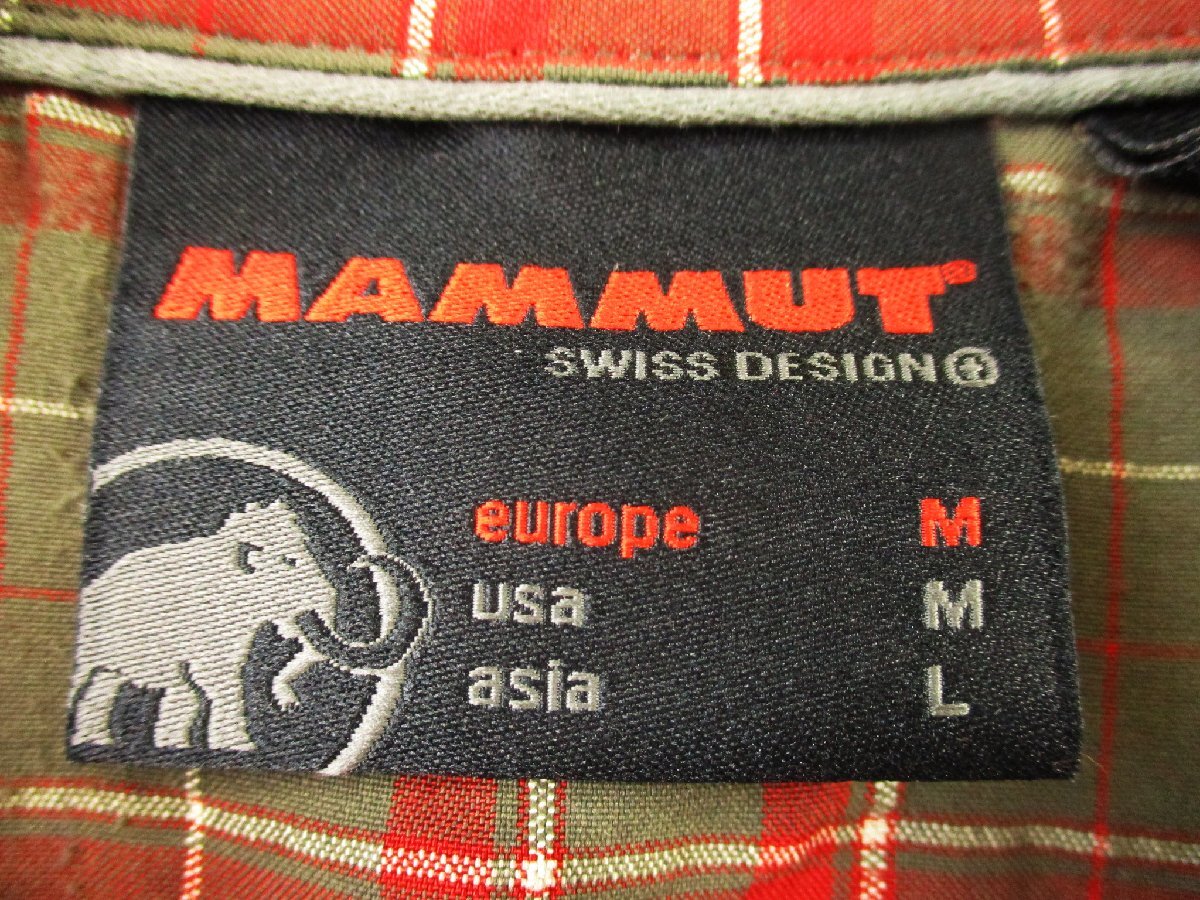 MAMMUT®
SWISS DESIGN
europe M
usa M
asia L